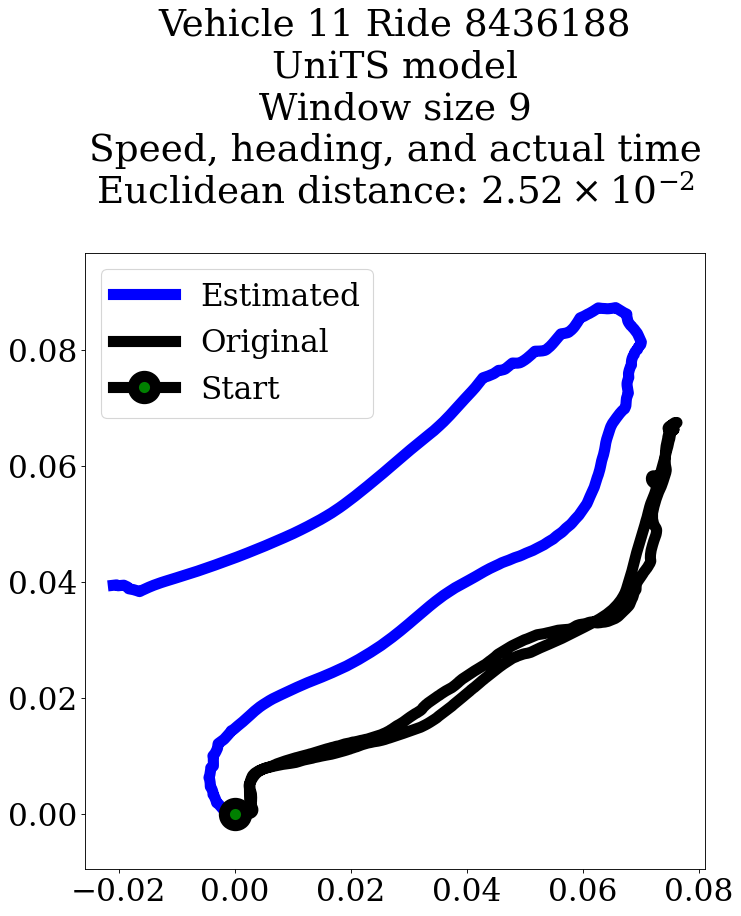 Vehicle 11 Ride 8436188
UniTS model
Window size 9
Speed, heading, and actual time
Euclidean distance: 2.52 × 10⁻²
Estimated
Original
Start
0.08
0.06
0.04
0.02
0.00
−0.02 0.00 0.02 0.04 0.06 0.08